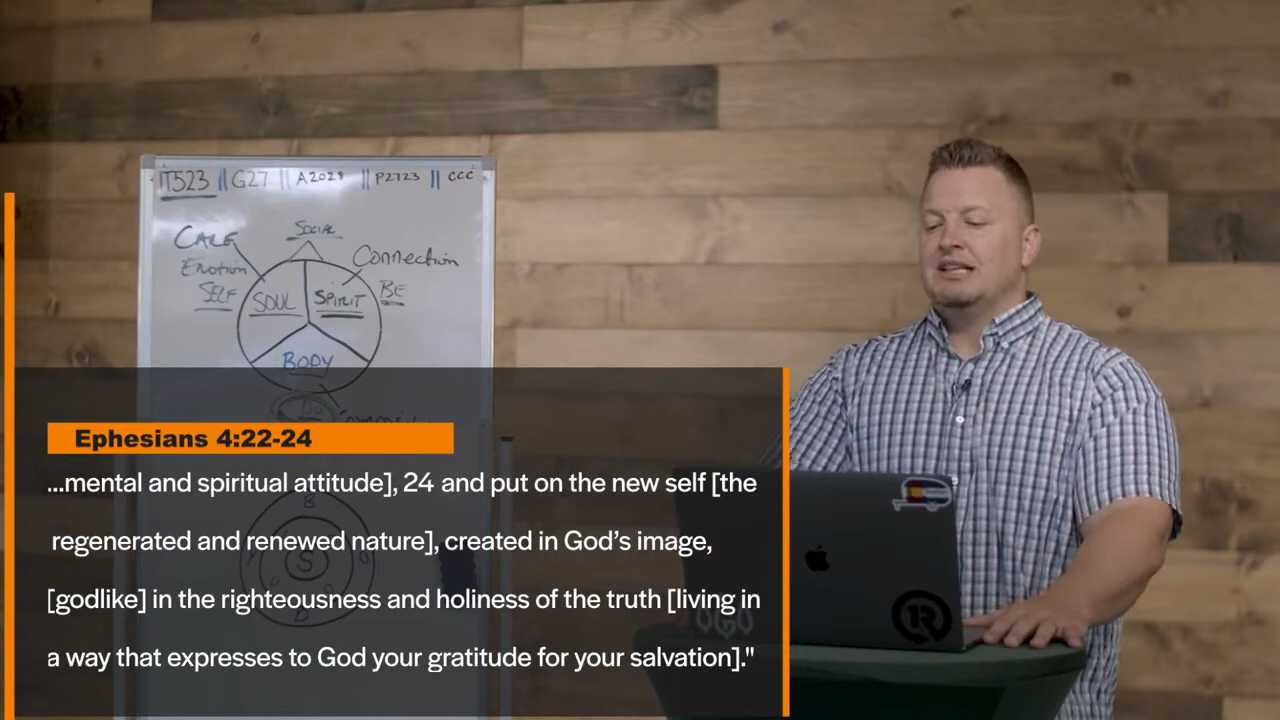 IT523 || G27 || A2028 || P2723 || CCC
SOCIAL
CARE
Connection
Emotion
SELF
SOUL
SPIRIT
BE
BODY
Ephesians 4:22-24
...mental and spiritual attitude], 24 and put on the new self [the
regenerated and renewed nature], created in God's image,
[godlike] in the righteousness and holiness of the truth [living in
a way that expresses to God your gratitude for your salvation]."
B
S
D
1R